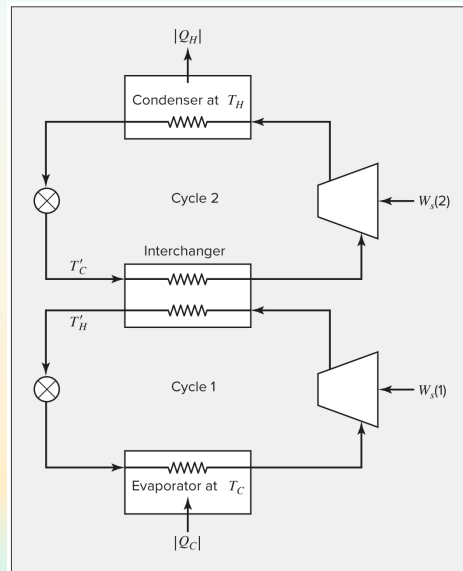 |Q_H|
Condenser at T_H
Cycle 2
W_s(2)
Interchanger
T'_C
T'_H
Cycle 1
W_s(1)
Evaporator at T_C
|Q_C|